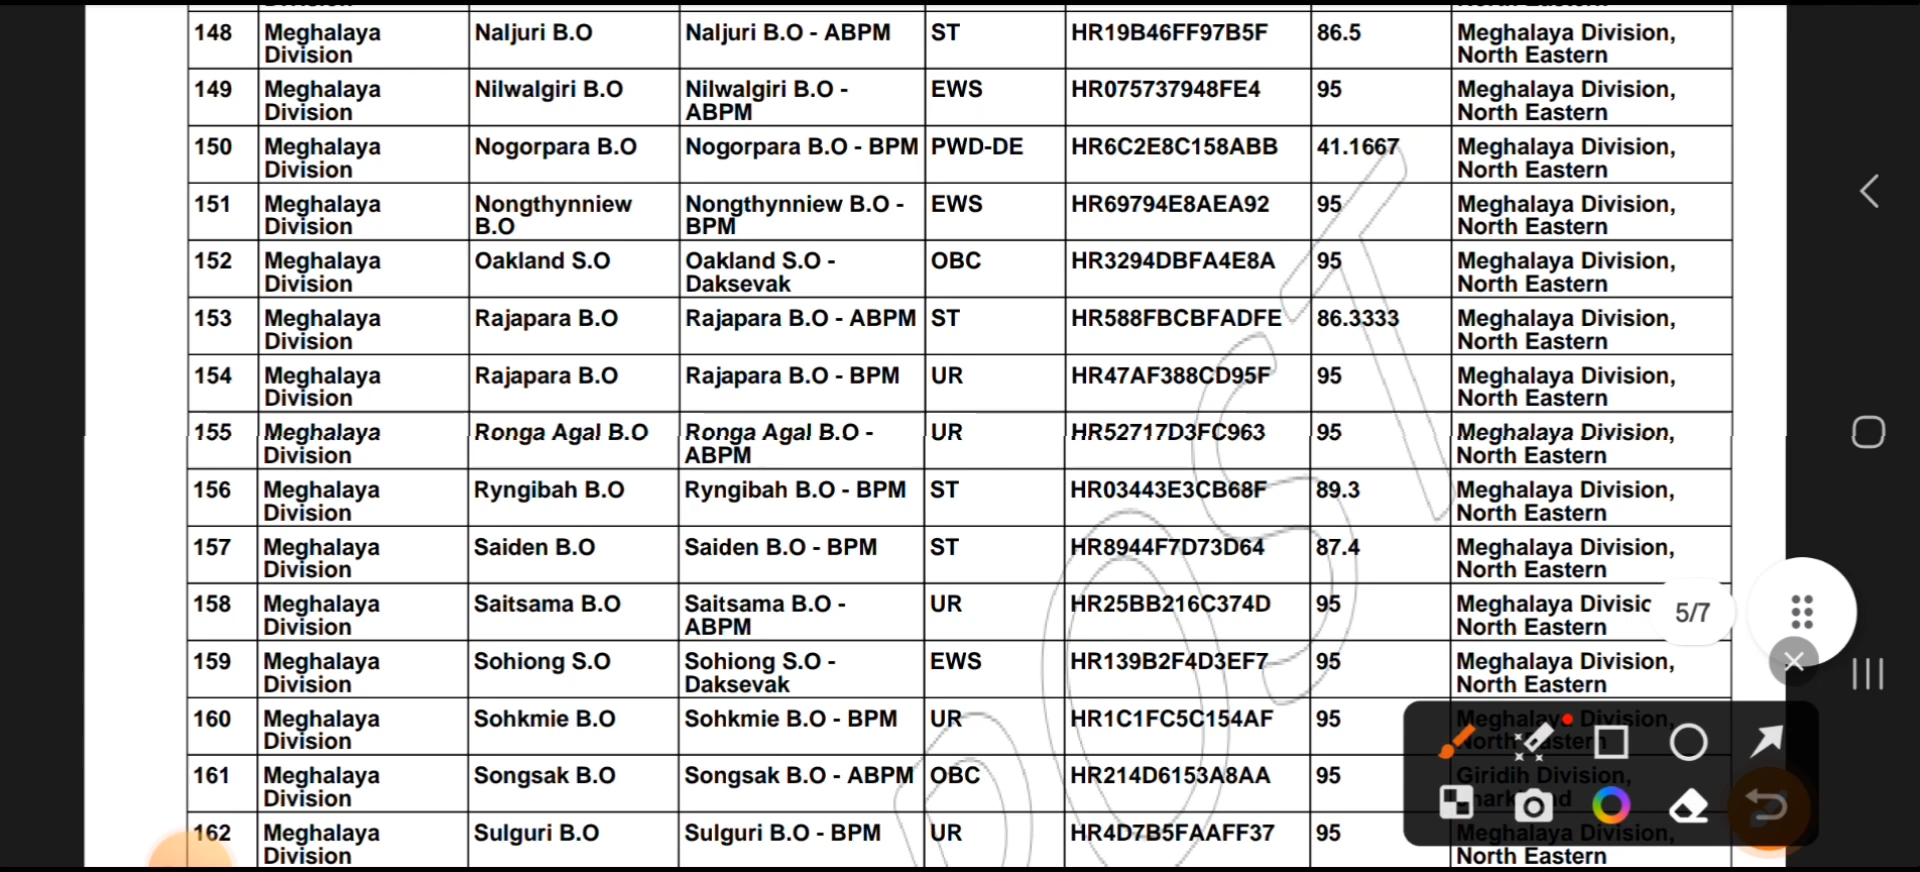 148 Meghalaya Naljuri B.O Naljuri B.O - ABPM ST HR19B46FF97B5F 86.5 Meghalaya Division,
Division North Eastern
149 Meghalaya Nilwalgiri B.O Nilwalgiri B.O - EWS HR075737948FE4 95 Meghalaya Division,
Division ABPM North Eastern
150 Meghalaya Nogorpara B.O Nogorpara B.O - BPM PWD-DE HR6C2E8C158ABB 41.1667 Meghalaya Division,
Division North Eastern
151 Meghalaya Nongthynniew Nongthynniew B.O - EWS HR69794E8AEA92 95 Meghalaya Division,
Division B.O BPM North Eastern
152 Meghalaya Oakland S.O Oakland S.O - OBC HR3294DBFA4E8A 95 Meghalaya Division,
Division Daksevak North Eastern
153 Meghalaya Rajapara B.O Rajapara B.O - ABPM ST HR588FBCBFADFE 86.3333 Meghalaya Division,
Division North Eastern
154 Meghalaya Rajapara B.O Rajapara B.O - BPM UR HR47AF388CD95F 95 Meghalaya Division,
Division North Eastern
155 Meghalaya Ronga Agal B.O Ronga Agal B.O - UR HR52717D3FC963 95 Meghalaya Division,
Division ABPM North Eastern
156 Meghalaya Ryngibah B.O Ryngibah B.O - BPM ST HR03443E3CB68F 89.3 Meghalaya Division,
Division North Eastern
157 Meghalaya Saiden B.O Saiden B.O - BPM ST HR8944F7D73D64 87.4 Meghalaya Division,
Division North Eastern
158 Meghalaya Saitsama B.O Saitsama B.O - UR HR25BB216C374D 95 Meghalaya 5/7
Division ABPM North Eastern
159 Meghalaya Sohiong S.O Sohiong S.O - EWS HR139B2F4D3EF7 95 Meghalaya Division,
Division Daksevak North Eastern
160 Meghalaya Sohkmie B.O Sohkmie B.O - BPM UR HR1C1FC5C154AF 95 Meghalaya Division,
Division North Eastern
161 Meghalaya Songsak B.O Songsak B.O - ABPM OBC HR214D6153A8AA 95 Giridih Division,
Division
162 Meghalaya Sulguri B.O Sulguri B.O - BPM UR HR4D7B5FAAFF37 95 Meghalaya Division,
Division North Eastern
POST